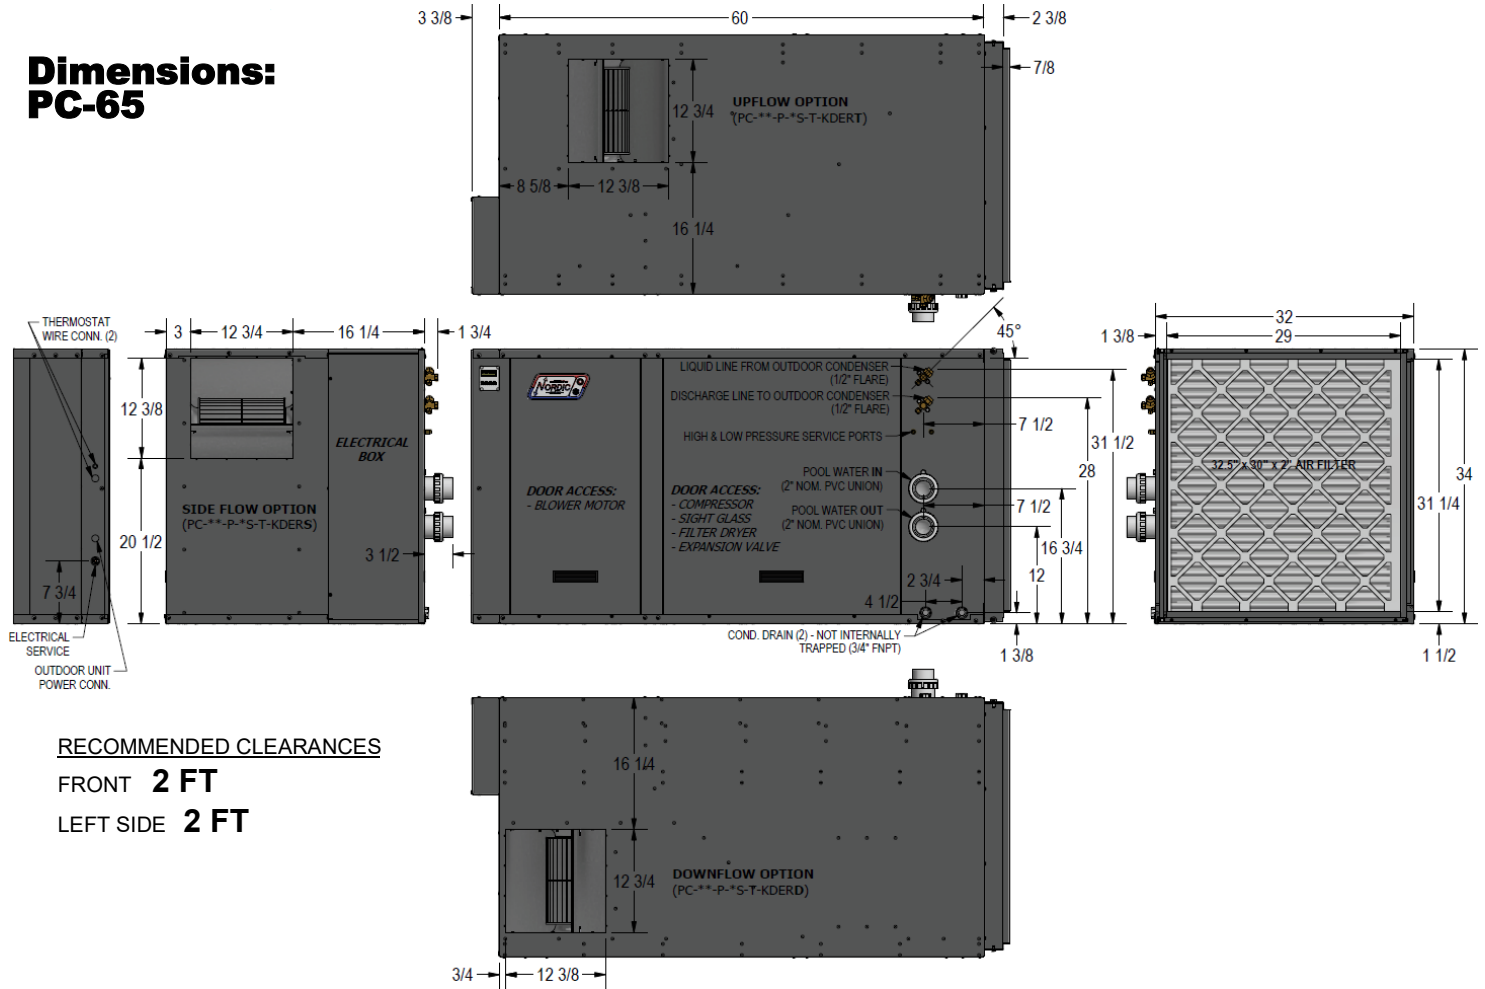 Dimensions:
PC-65
3 3/8
60
2 3/8
7/8
12 3/4
UPFLOW OPTION
(PC-**-P-*S-T-KDERT)
8 5/8
12 3/8
16 1/4
THERMOSTAT
WIRE CONN. (2)
3
12 3/4
16 1/4
1 3/4
12 3/8
ELECTRICAL
BOX
SIDE FLOW OPTION
(PC-**-P-*S-T-KDERS)
20 1/2
7 3/4
3 1/2
ELECTRICAL
SERVICE
OUTDOOR UNIT
POWER CONN.
NORDIC
45°
LIQUID LINE FROM OUTDOOR CONDENSER
(1/2" FLARE)
DISCHARGE LINE TO OUTDOOR CONDENSER
(1/2" FLARE)
HIGH & LOW PRESSURE SERVICE PORTS
7 1/2
31 1/2
28
POOL WATER IN
(2" NOM. PVC UNION)
POOL WATER OUT
(2" NOM. PVC UNION)
7 1/2
16 3/4
12
DOOR ACCESS:
- BLOWER MOTOR
DOOR ACCESS:
- COMPRESSOR
- SIGHT GLASS
- FILTER DRYER
- EXPANSION VALVE
2 3/4
4 1/2
COND. DRAIN (2) - NOT INTERNALLY
TRAPPED (3/4" FNPT)
1 3/8
32
1 3/8
29
32.5" x 30" x 2" AIR FILTER
34
31 1/4
1 1/2
RECOMMENDED CLEARANCES
FRONT 2 FT
LEFT SIDE 2 FT
16 1/4
12 3/4
DOWNFLOW OPTION
(PC-**-P-*S-T-KDERD)
3/4
12 3/8